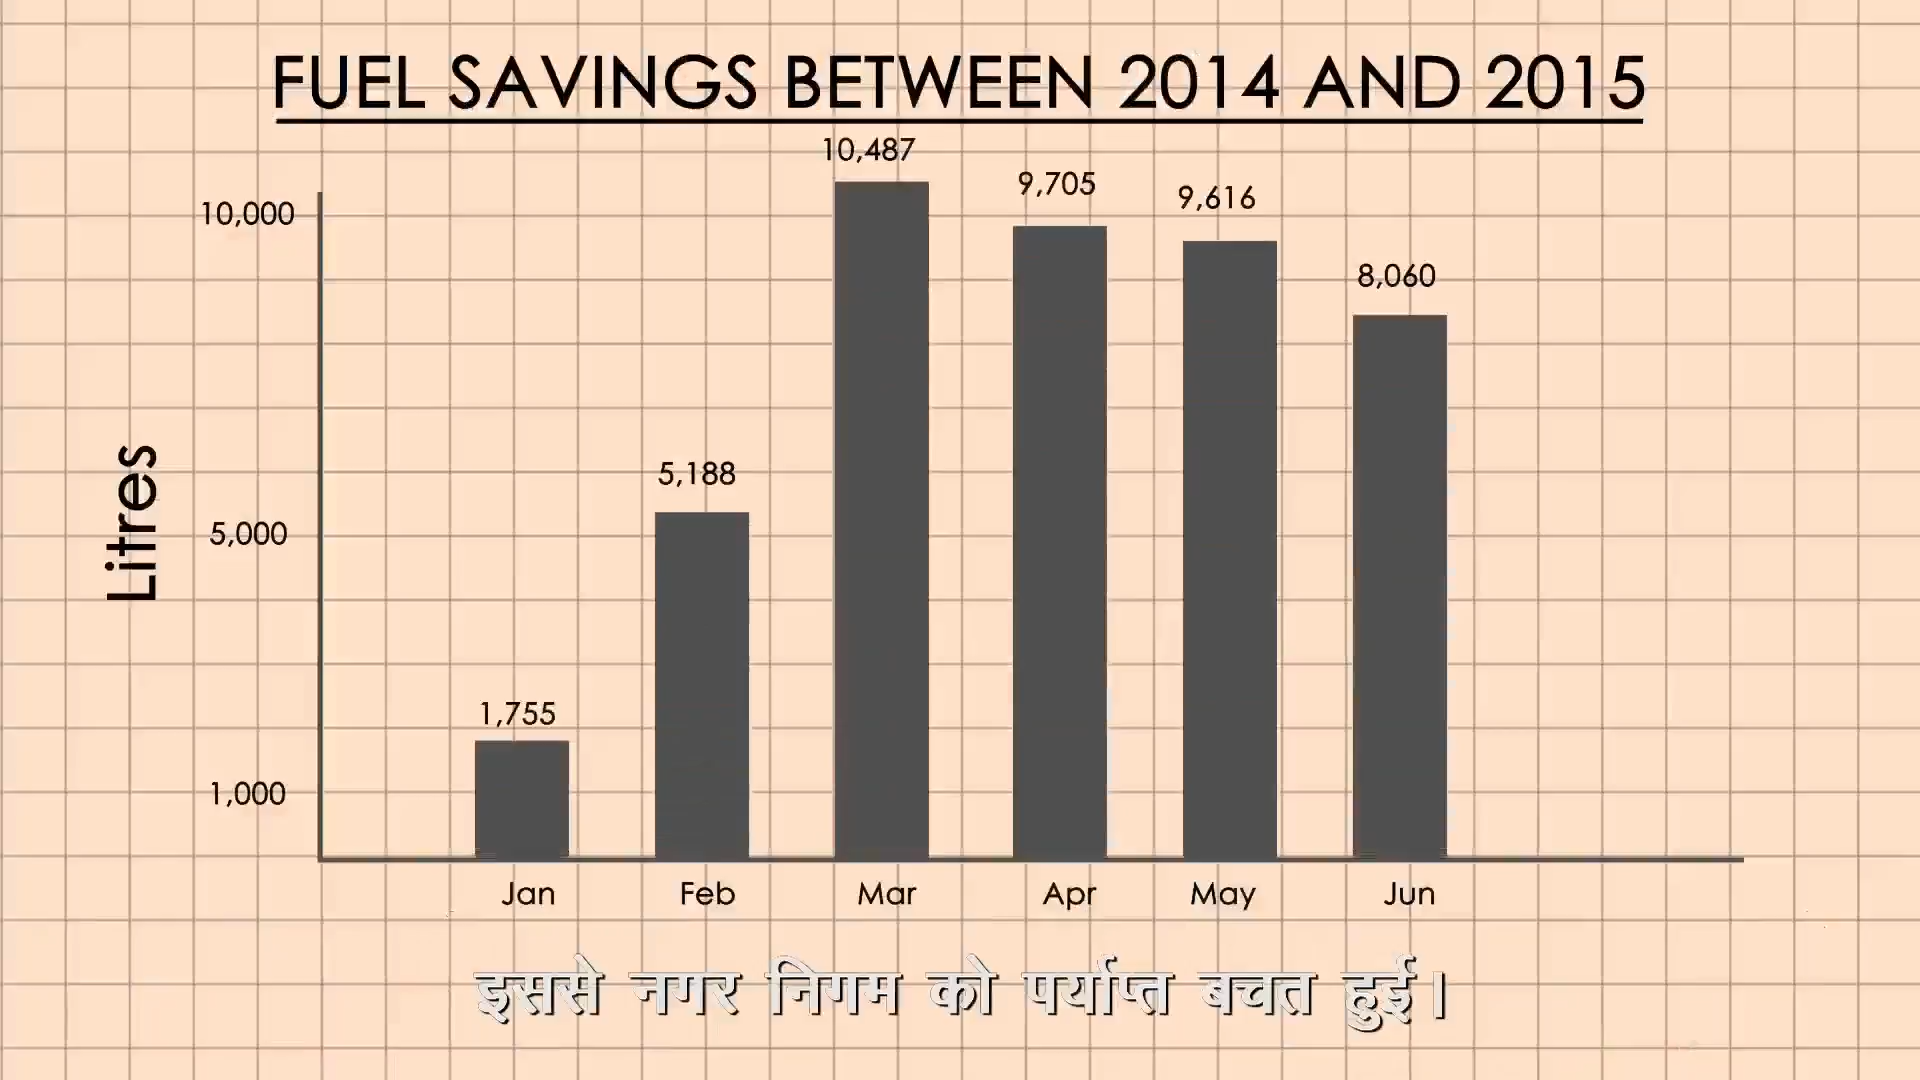 FUEL SAVINGS BETWEEN 2014 AND 2015
10,487
9,705
9,616
10,000
8,060
Litres
5,188
5,000
1,755
1,000
Jan Feb Mar Apr May Jun
इससे नगर निगम को पर्याप्त बचत हुई।